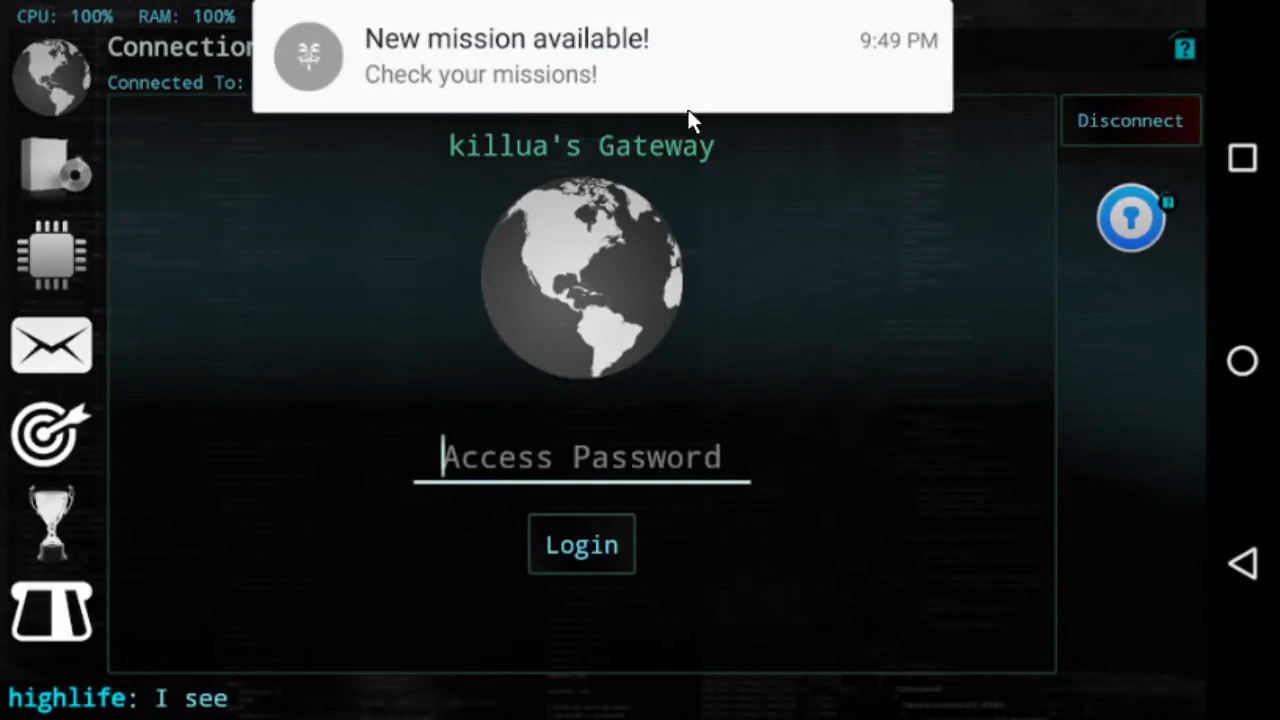 CPU: 100% RAM: 100%
New mission available!
9:49 PM
Check your missions!
Connection
Connected To:
?
Disconnect
killua's Gateway
?
Access Password
Login
highlife: I see